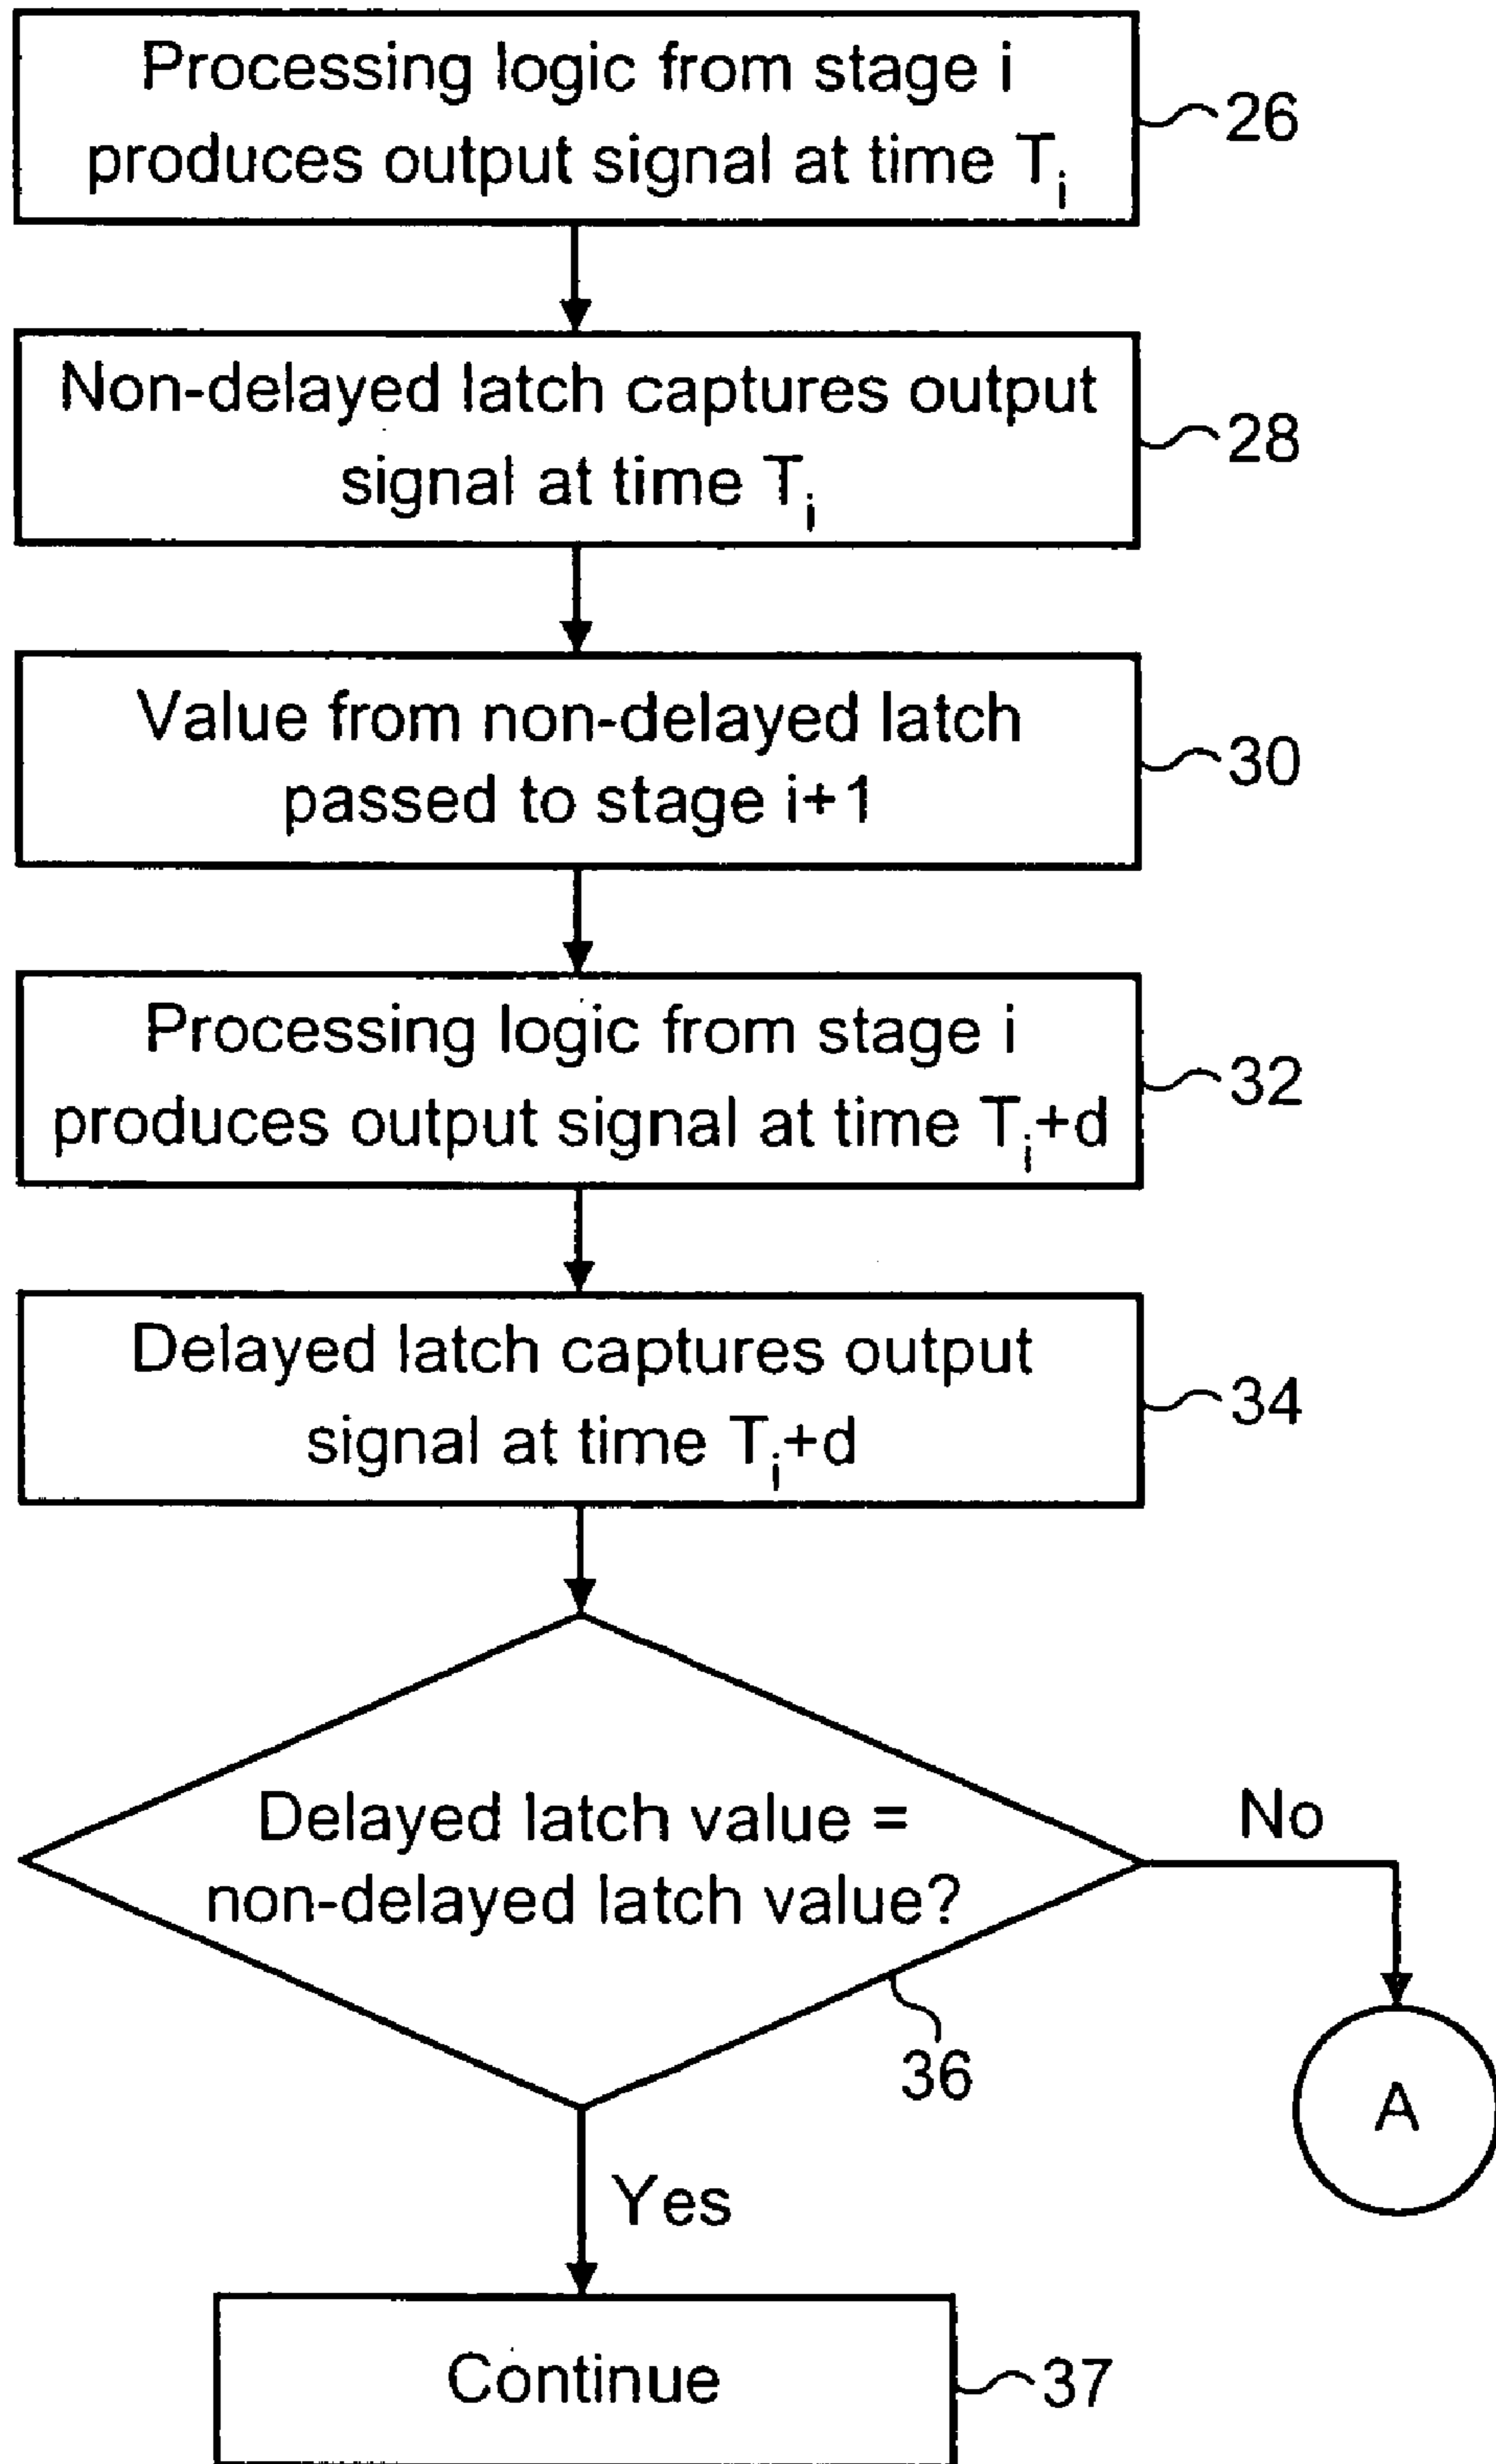 Processing logic from stage i
produces output signal at time Ti
26
Non-delayed latch captures output
signal at time Ti
28
Value from non-delayed latch
passed to stage i+1
30
Processing logic from stage i
produces output signal at time Ti+d
32
Delayed latch captures output
signal at time Ti+d
34
Delayed latch value =
non-delayed latch value?
No
36
A
Yes
Continue
37